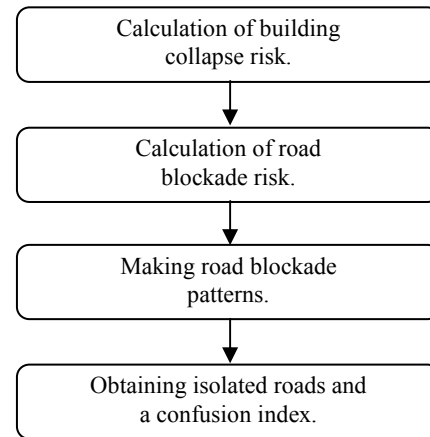 Calculation of building
collapse risk.
Calculation of road
blockade risk.
Making road blockade
patterns.
Obtaining isolated roads and
a confusion index.